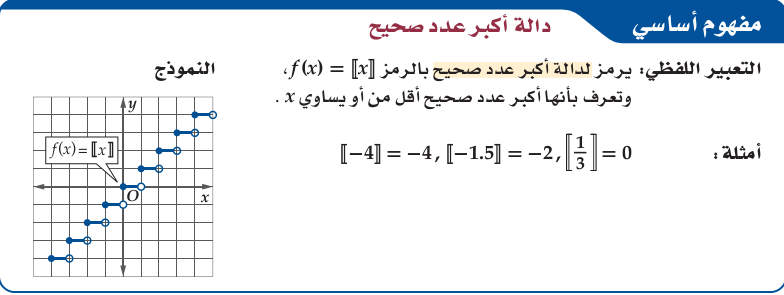 مفهوم أساسي
دالة أكبر عدد صحيح
التعبير اللفظي: يرمز لدالة أكبر عدد صحيح بالرمز f(x) = ⟦x⟧،
وتعرف بأنها أكبر عدد صحيح أقل من أو يساوي x .
أمثلة: ⟦−4⟧ = −4 , ⟦−1.5⟧ = −2 , ⟦1/3⟧ = 0
النموذج
y
f(x) = ⟦x⟧
O
x